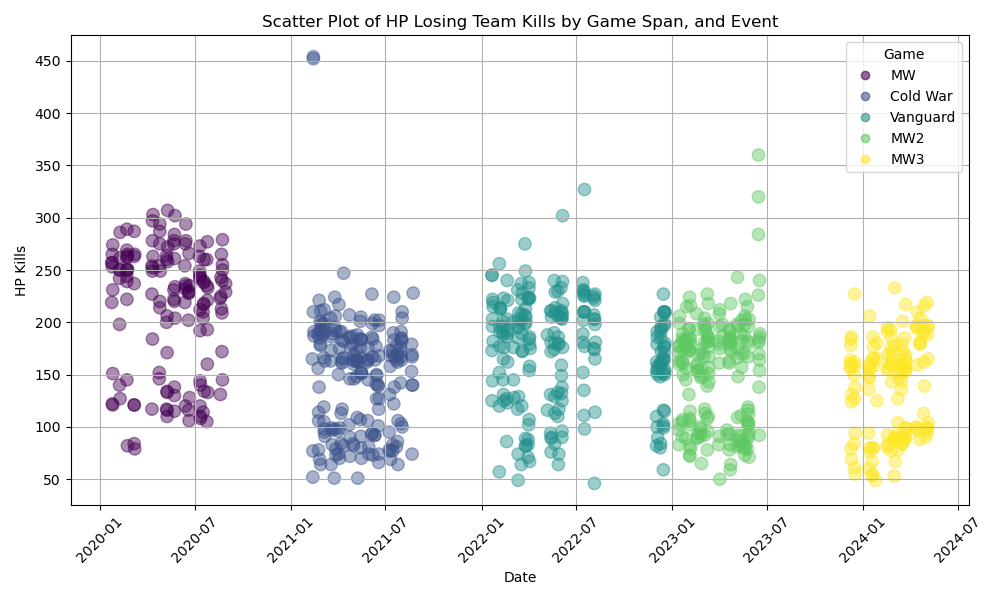 Scatter Plot of HP Losing Team Kills by Game Span, and Event
Game
MW
Cold War
Vanguard
MW2
MW3
HP Kills
450
400
350
300
250
200
150
100
50
2020-01
2020-07
2021-01
2021-07
2022-01
2022-07
2023-01
2023-07
2024-01
2024-07
Date